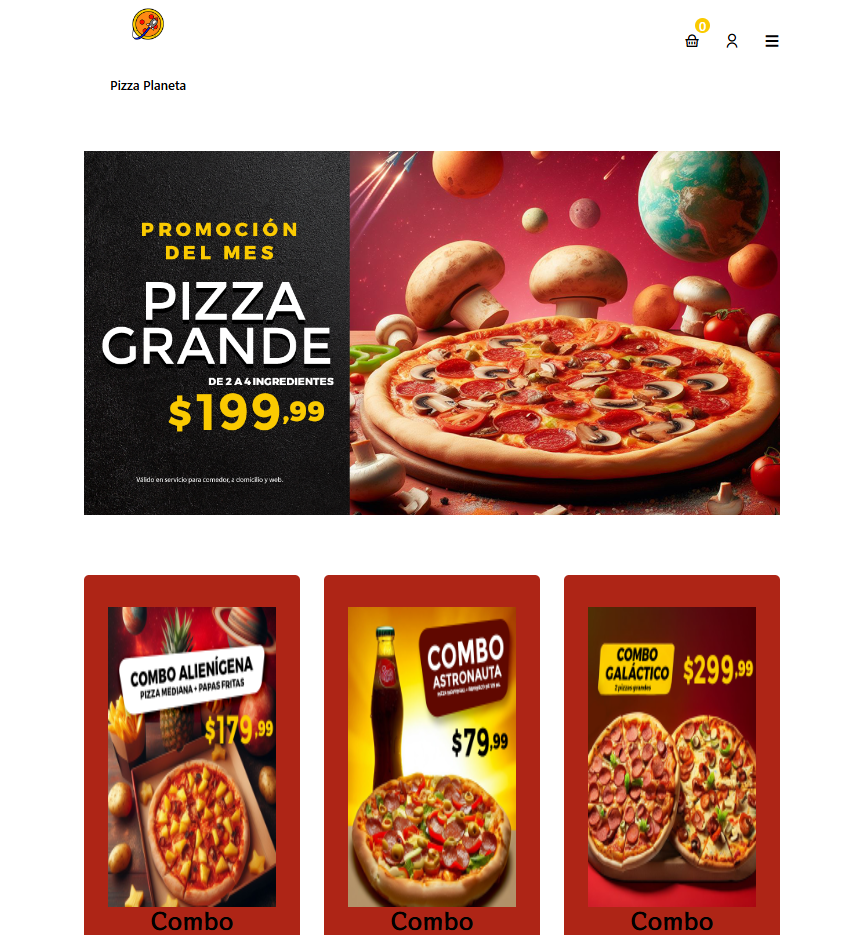 0
Pizza Planeta
PROMOCIÓN
DEL MES
PIZZA
GRANDE
DE 2 A 4 INGREDIENTES
$199,99
Válido en servicio para comedor, a domicilio y web.
COMBO ALIENÍGENA
PIZZA MEDIANA + PAPAS FRITAS
$179,99
COMBO
ASTRONAUTA
$79,99
COMBO
GALÁCTICO
2 pizzas grandes
$299,99
Combo
Combo
Combo